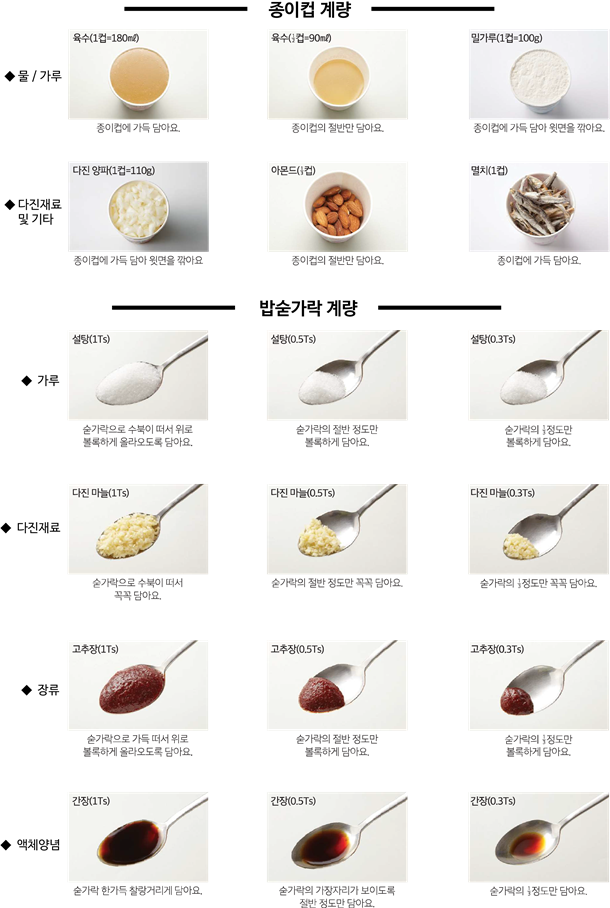 종이컵 계량
◆ 물 / 가루
육수(1컵=180㎖)
종이컵에 가득 담아요.
육수(½컵=90㎖)
종이컵의 절반만 담아요.
밀가루(1컵=100g)
종이컵에 가득 담아 윗면을 깎아요.
◆ 다진재료
및 기타
다진 양파(1컵=110g)
종이컵에 가득 담아 윗면을 깎아요
아몬드(½컵)
종이컵의 절반만 담아요.
멸치(1컵)
종이컵에 가득 담아요.
밥숟가락 계량
◆ 가루
설탕(1Ts)
숟가락으로 수북이 떠서 위로
볼록하게 올라오도록 담아요.
설탕(0.5Ts)
숟가락의 절반 정도만
볼록하게 담아요.
설탕(0.3Ts)
숟가락의 ⅓정도만
볼록하게 담아요.
◆ 다진재료
다진 마늘(1Ts)
숟가락으로 수북이 떠서
꼭꼭 담아요.
다진 마늘(0.5Ts)
숟가락의 절반 정도만 꼭꼭 담아요.
다진 마늘(0.3Ts)
숟가락의 ⅓정도만 꼭꼭 담아요.
◆ 장류
고추장(1Ts)
숟가락으로 가득 떠서 위로
볼록하게 올라오도록 담아요.
고추장(0.5Ts)
숟가락의 절반 정도만
볼록하게 담아요.
고추장(0.3Ts)
숟가락의 ⅓정도만
볼록하게 담아요.
◆ 액체양념
간장(1Ts)
숟가락 한가득 찰랑거리게 담아요.
간장(0.5Ts)
숟가락의 가장자리가 보이도록
절반 정도만 담아요.
간장(0.3Ts)
숟가락의 ⅓정도만 담아요.